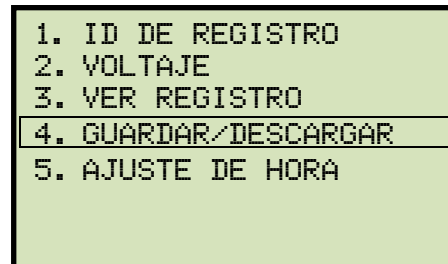 1. ID DE REGISTRO
2. VOLTAJE
3. VER REGISTRO
4. GUARDAR/DESCARGAR
5. AJUSTE DE HORA